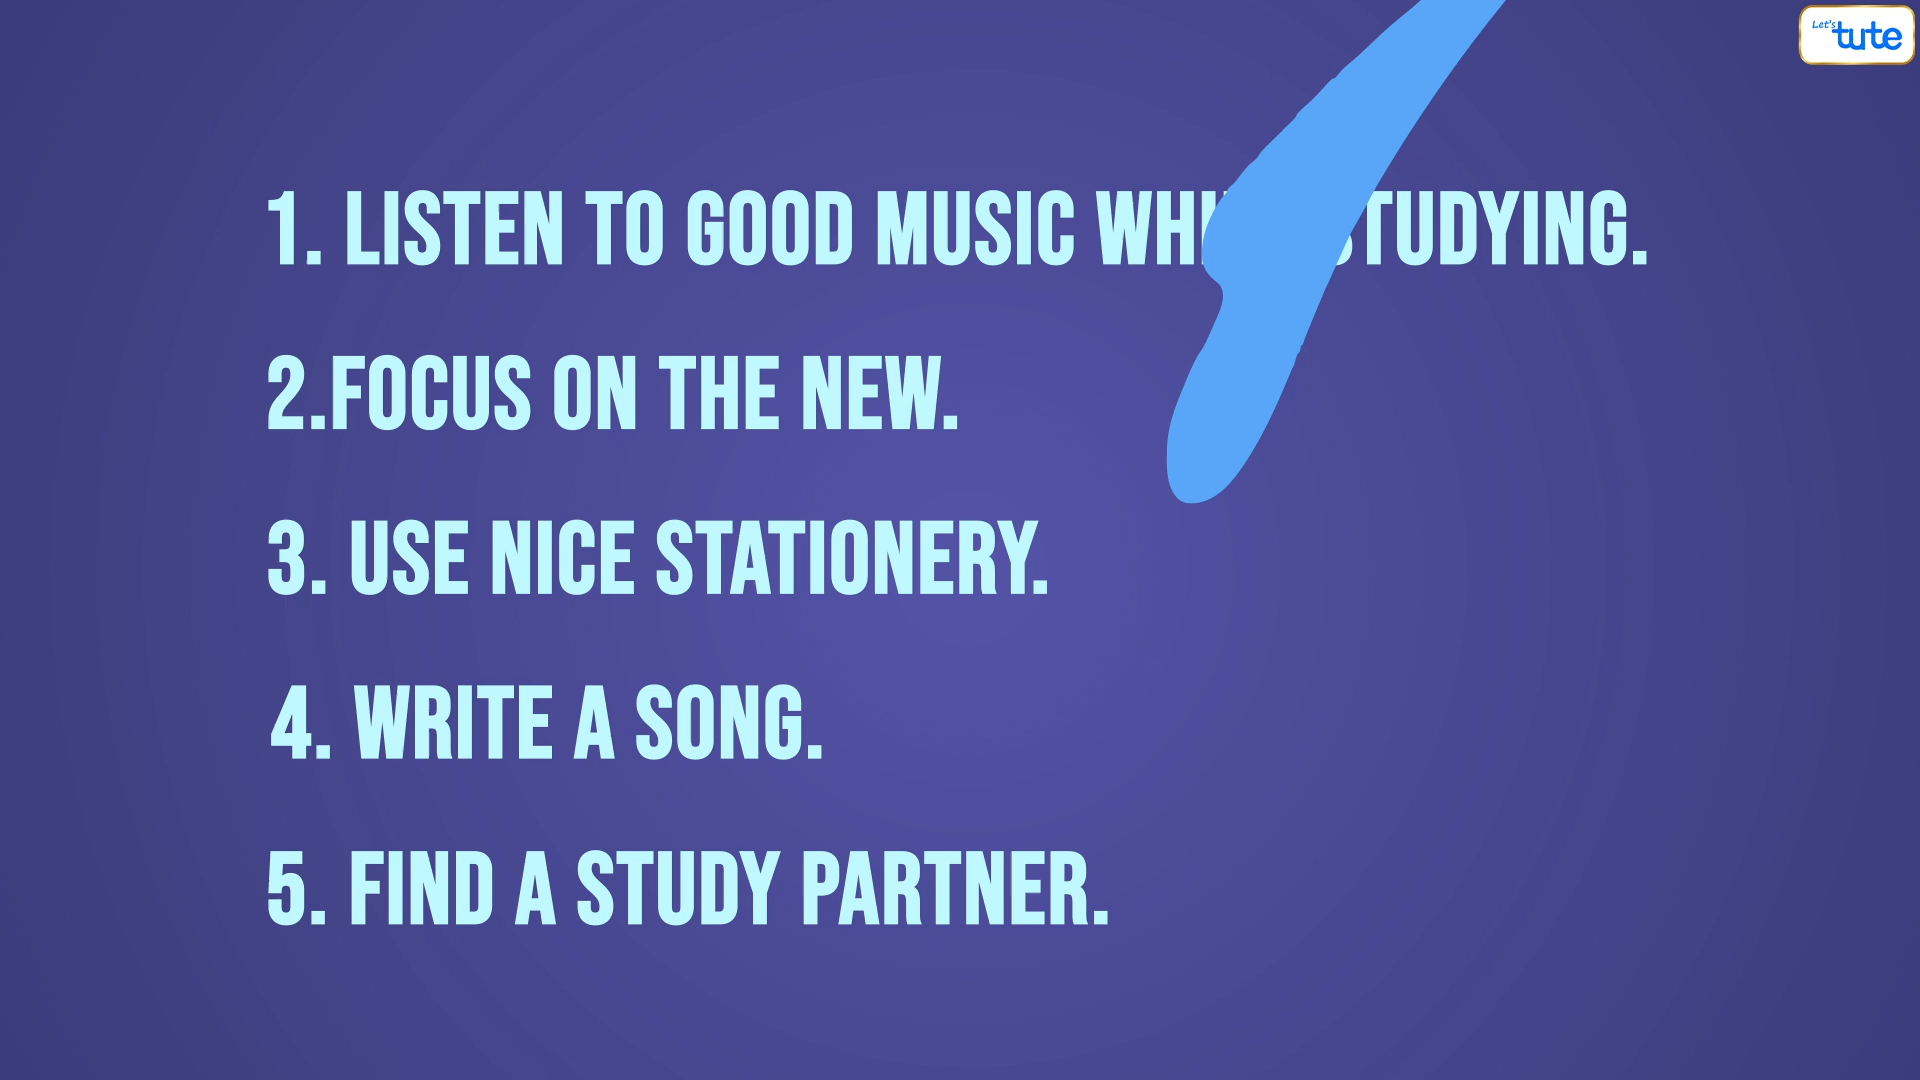 Let's tute
1. LISTEN TO GOOD MUSIC
2.FOCUS ON THE NEW.
3. USE NICE STATIONERY.
4. WRITE A SONG.
5. FIND A STUDY PARTNER.